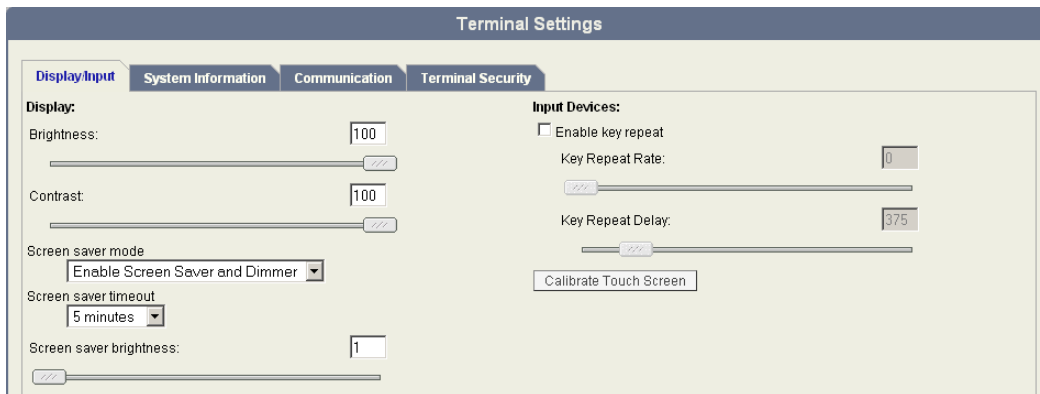 Terminal Settings
Display/Input
System Information
Communication
Terminal Security
Display:
Brightness:
100
Contrast:
100
Screen saver mode
Enable Screen Saver and Dimmer
Screen saver timeout
5 minutes
Screen saver brightness:
1
Input Devices:
Enable key repeat
Key Repeat Rate:
0
Key Repeat Delay:
375
Calibrate Touch Screen